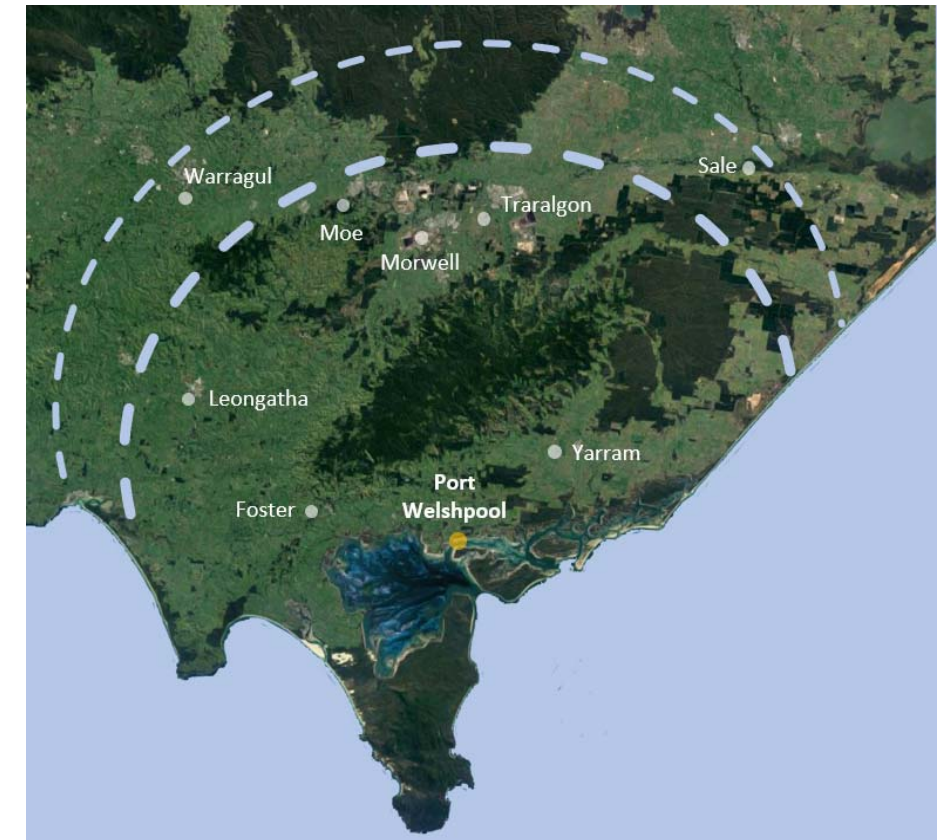 Sale
Warragul
Traralgon
Moe
Morwell
Leongatha
Yarram
Port
Welshpool
Foster